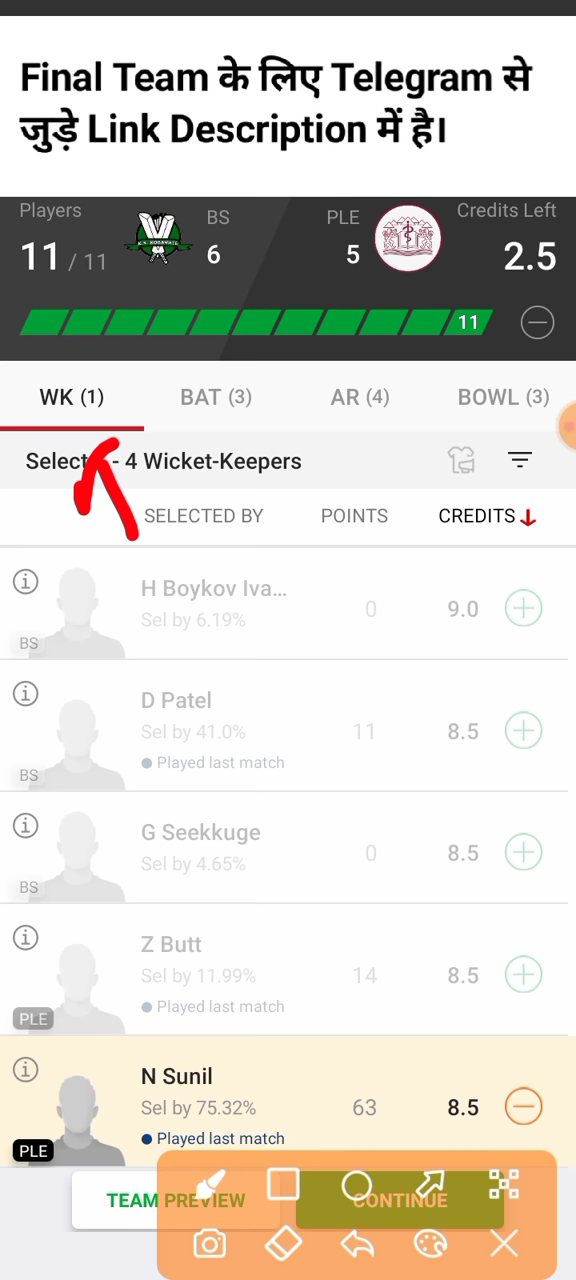 Final Team के लिए Telegram से
जुड़े Link Description में है।
Players BS PLE Credits Left
11 / 11 6 5 2.5
11
WK (1) BAT (3) AR (4) BOWL (3)
- 4 Wicket-Keepers
SELECTED BY POINTS CREDITS
H Boykov Iva...
Sel by 6.19% 0 9.0
BS
D Patel
Sel by 41.0% 11 8.5
Played last match
BS
G Seekkuge
Sel by 4.65% 0 8.5
BS
Z Butt
Sel by 11.99% 14 8.5
Played last match
PLE
N Sunil
Sel by 75.32% 63 8.5
Played last match
PLE
TEAM PREVIEW CONTINUE